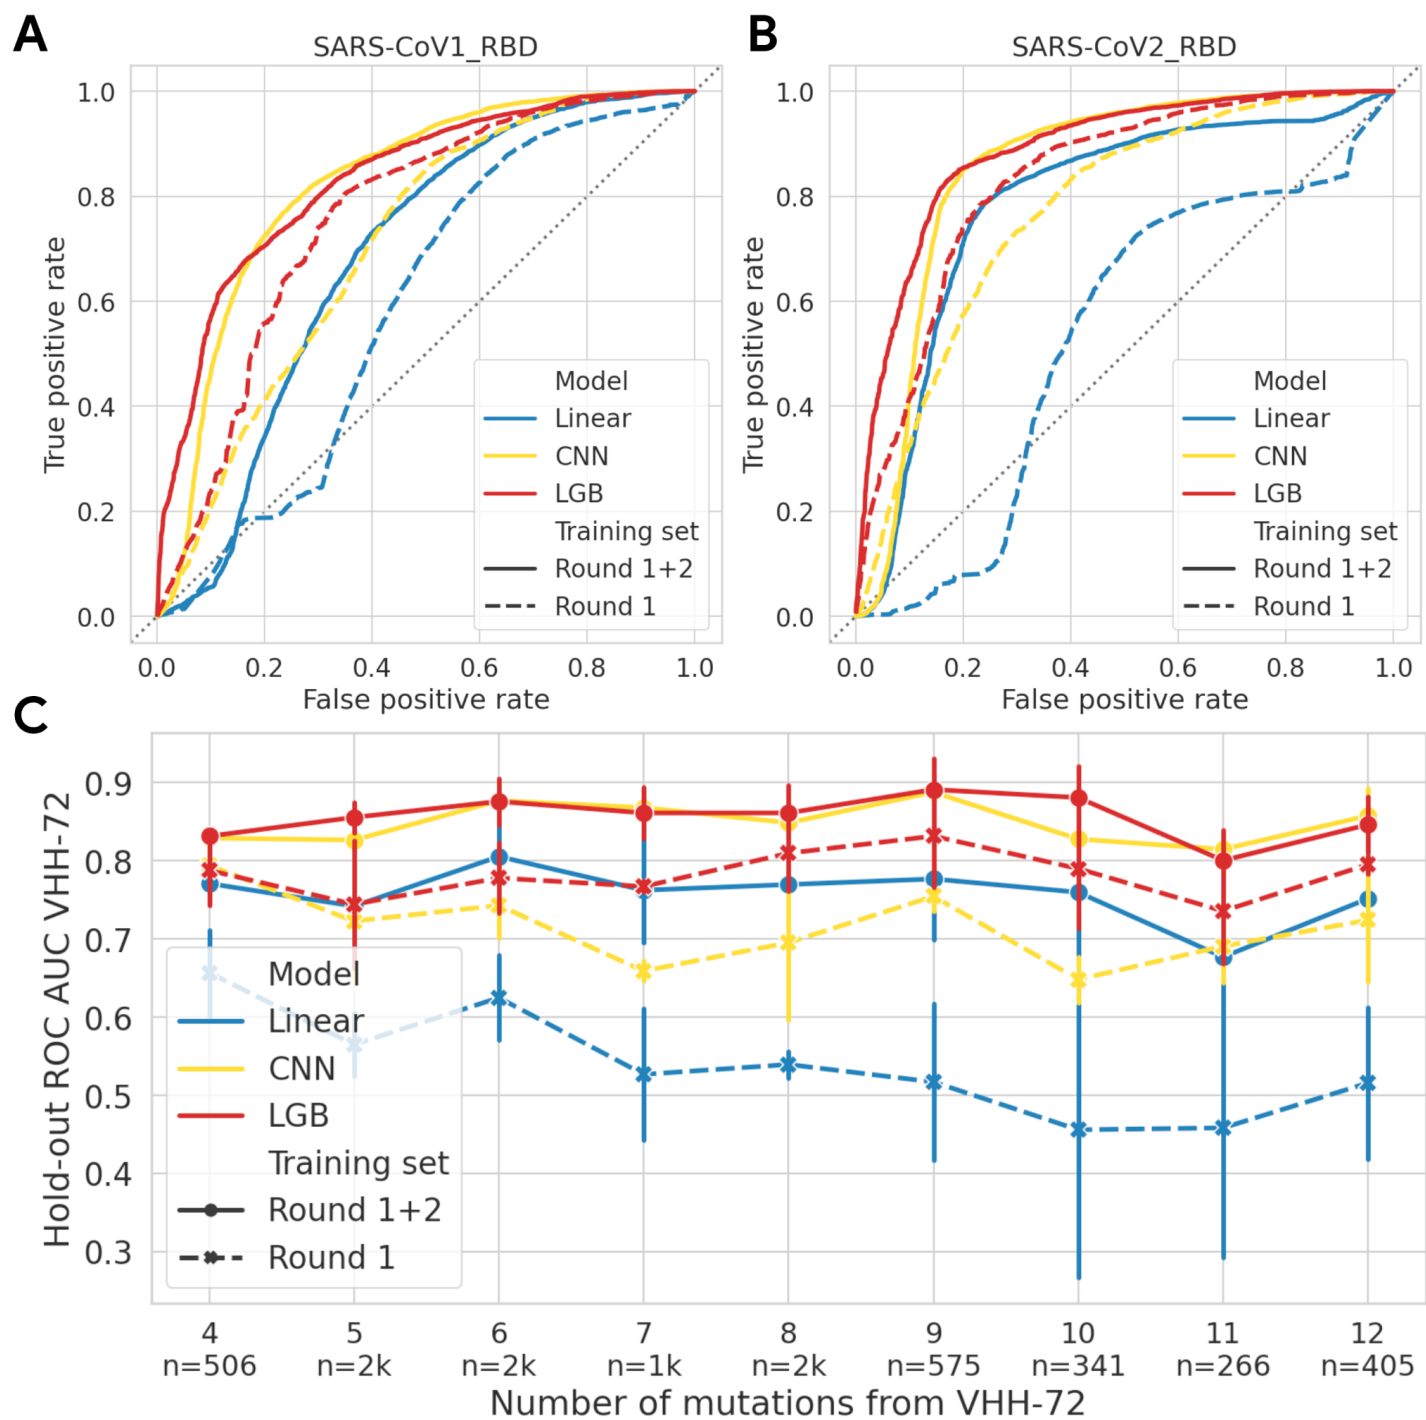 A
SARS-CoV1_RBD
True positive rate
1.0
0.8
0.6
0.4
0.2
0.0
0.0 0.2 0.4 0.6 0.8 1.0
False positive rate
Model
Linear
CNN
LGB
Training set
Round 1+2
Round 1
B
SARS-CoV2_RBD
True positive rate
1.0
0.8
0.6
0.4
0.2
0.0
0.0 0.2 0.4 0.6 0.8 1.0
False positive rate
Model
Linear
CNN
LGB
Training set
Round 1+2
Round 1
C
Hold-out ROC AUC VHH-72
0.9
0.8
0.7
0.6
0.5
0.4
0.3
Model
Linear
CNN
LGB
Training set
Round 1+2
Round 1
4 5 6 7 8 9 10 11 12
n=506 n=2k n=2k n=1k n=2k n=575 n=341 n=266 n=405
Number of mutations from VHH-72